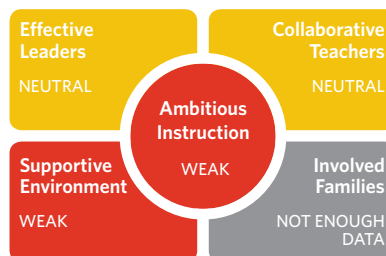 Effective
Leaders
NEUTRAL
Collaborative
Teachers
NEUTRAL
Ambitious
Instruction
WEAK
Supportive
Environment
WEAK
Involved
Families
NOT ENOUGH
DATA